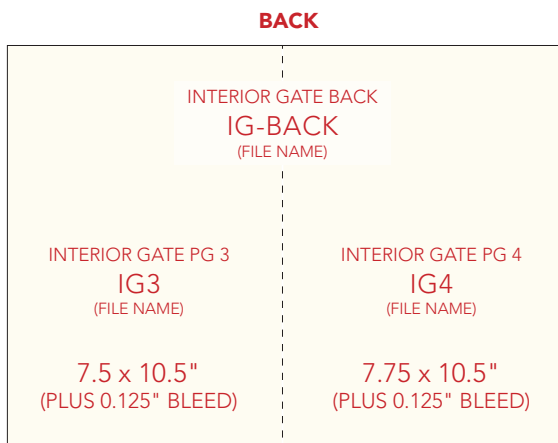 BACK
INTERIOR GATE BACK
IG-BACK
(FILE NAME)
INTERIOR GATE PG 3
IG3
(FILE NAME)
7.5 x 10.5"
(PLUS 0.125" BLEED)
INTERIOR GATE PG 4
IG4
(FILE NAME)
7.75 x 10.5"
(PLUS 0.125" BLEED)